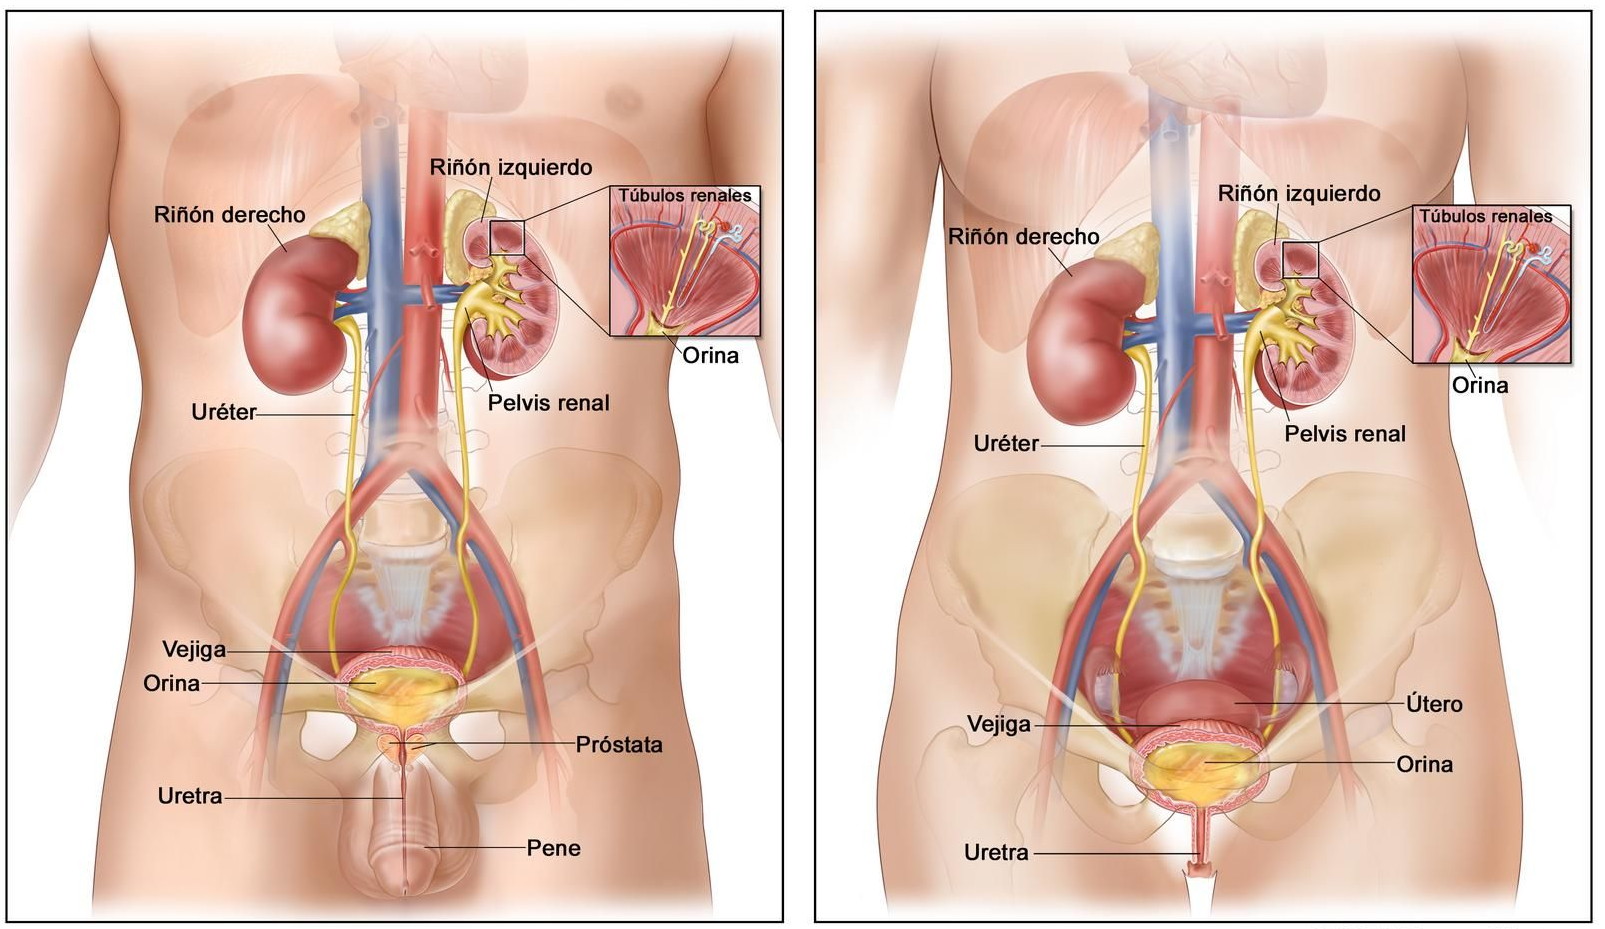 Riñón izquierdo
Túbulos renales
Riñón derecho
Orina
Pelvis renal
Uréter
Vejiga
Orina
Próstata
Uretra
Pene
Riñón izquierdo
Túbulos renales
Riñón derecho
Orina
Pelvis renal
Uréter
Útero
Vejiga
Orina
Uretra